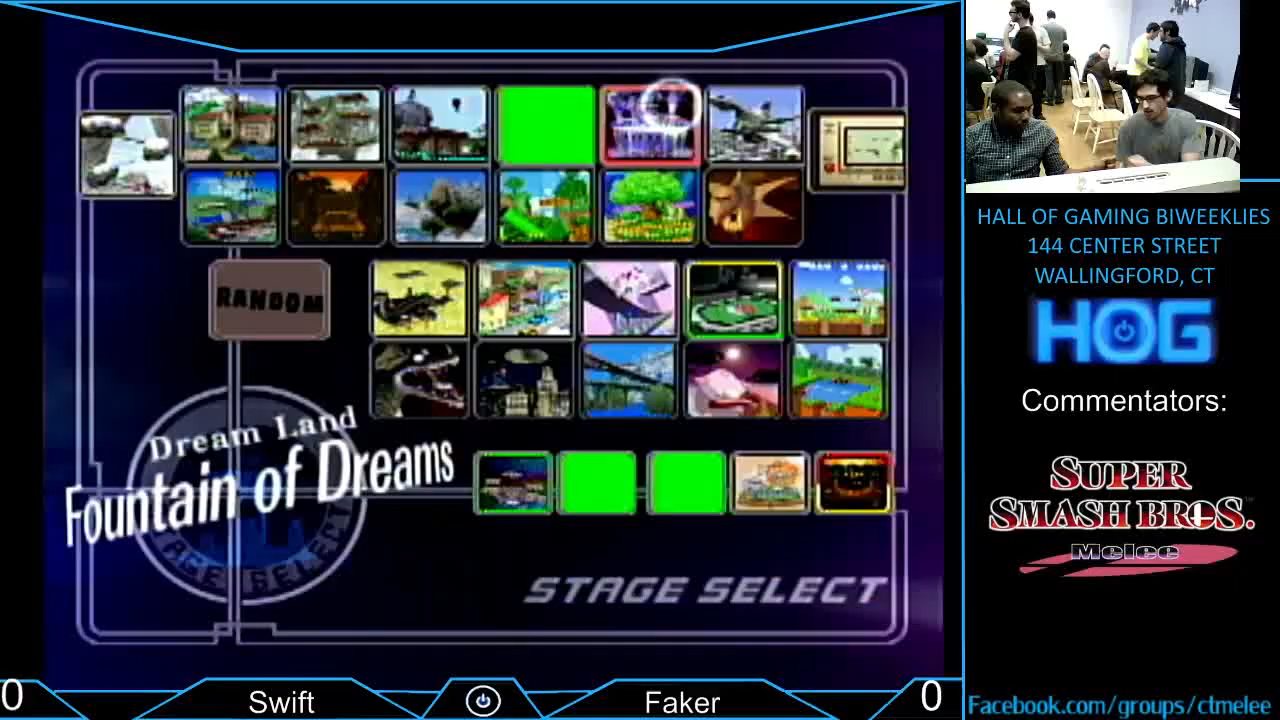 HALL OF GAMING BIWEEKLIES
144 CENTER STREET
WALLINGFORD, CT
HOG
Commentators:
SUPER
SMASH BROS.™
Melee
Facebook.com/groups/ctmelee
RANDOM
Dream Land
Fountain of Dreams
STAGE SELECT
0
Swift
Faker
0